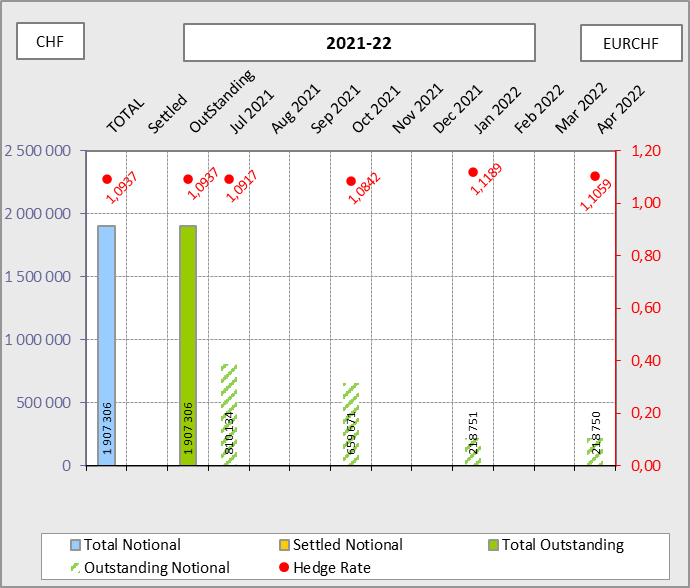 CHF
2021-22
EURCHF
TOTAL
Settled
OutStanding
Jul 2021
Aug 2021
Sep 2021
Oct 2021
Nov 2021
Dec 2021
Jan 2022
Feb 2022
Mar 2022
Apr 2022
2 500 000
2 000 000
1 500 000
1 000 000
500 000
0
1,20
1,00
0,80
0,60
0,40
0,20
0,00
1,0937
1,0937
1,0917
1,0842
1,1189
1,1059
1 907 306
1 907 306
810 134
659 671
218 751
218 750
Total Notional
Settled Notional
Total Outstanding
Outstanding Notional
Hedge Rate